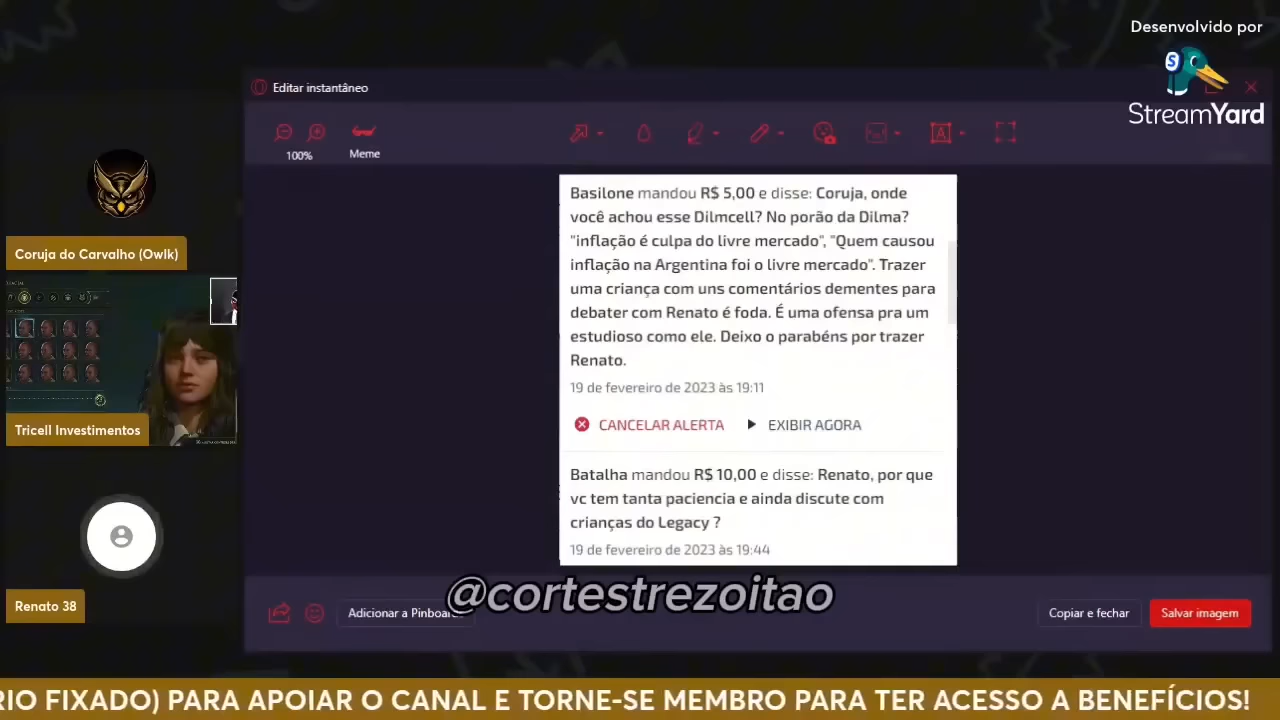 Desenvolvido por
StreamYard
Editar instantâneo
100%
Meme
Coruja do Carvalho (Owlk)
Tricell Investimentos
Renato 38
Basilone mandou R$ 5,00 e disse: Coruja, onde
você achou esse Dilmcell? No porão da Dilma?
"inflação é culpa do livre mercado", "Quem causou
inflação na Argentina foi o livre mercado". Trazer
uma criança com uns comentários dementes para
debater com Renato é foda. É uma ofensa pra um
estudioso como ele. Deixo o parabéns por trazer
Renato.
19 de fevereiro de 2023 às 19:11
CANCELAR ALERTA
EXIBIR AGORA
Batalha mandou R$ 10,00 e disse: Renato, por que
vc tem tanta paciencia e ainda discute com
crianças do Legacy ?
19 de fevereiro de 2023 às 19:44
@cortestrezoitao
Adicionar a Pinboard
Copiar e fechar
Salvar imagem
RIO FIXADO) PARA APOIAR O CANAL E TORNE-SE MEMBRO PARA TER ACESSO A BENEFÍCIOS!